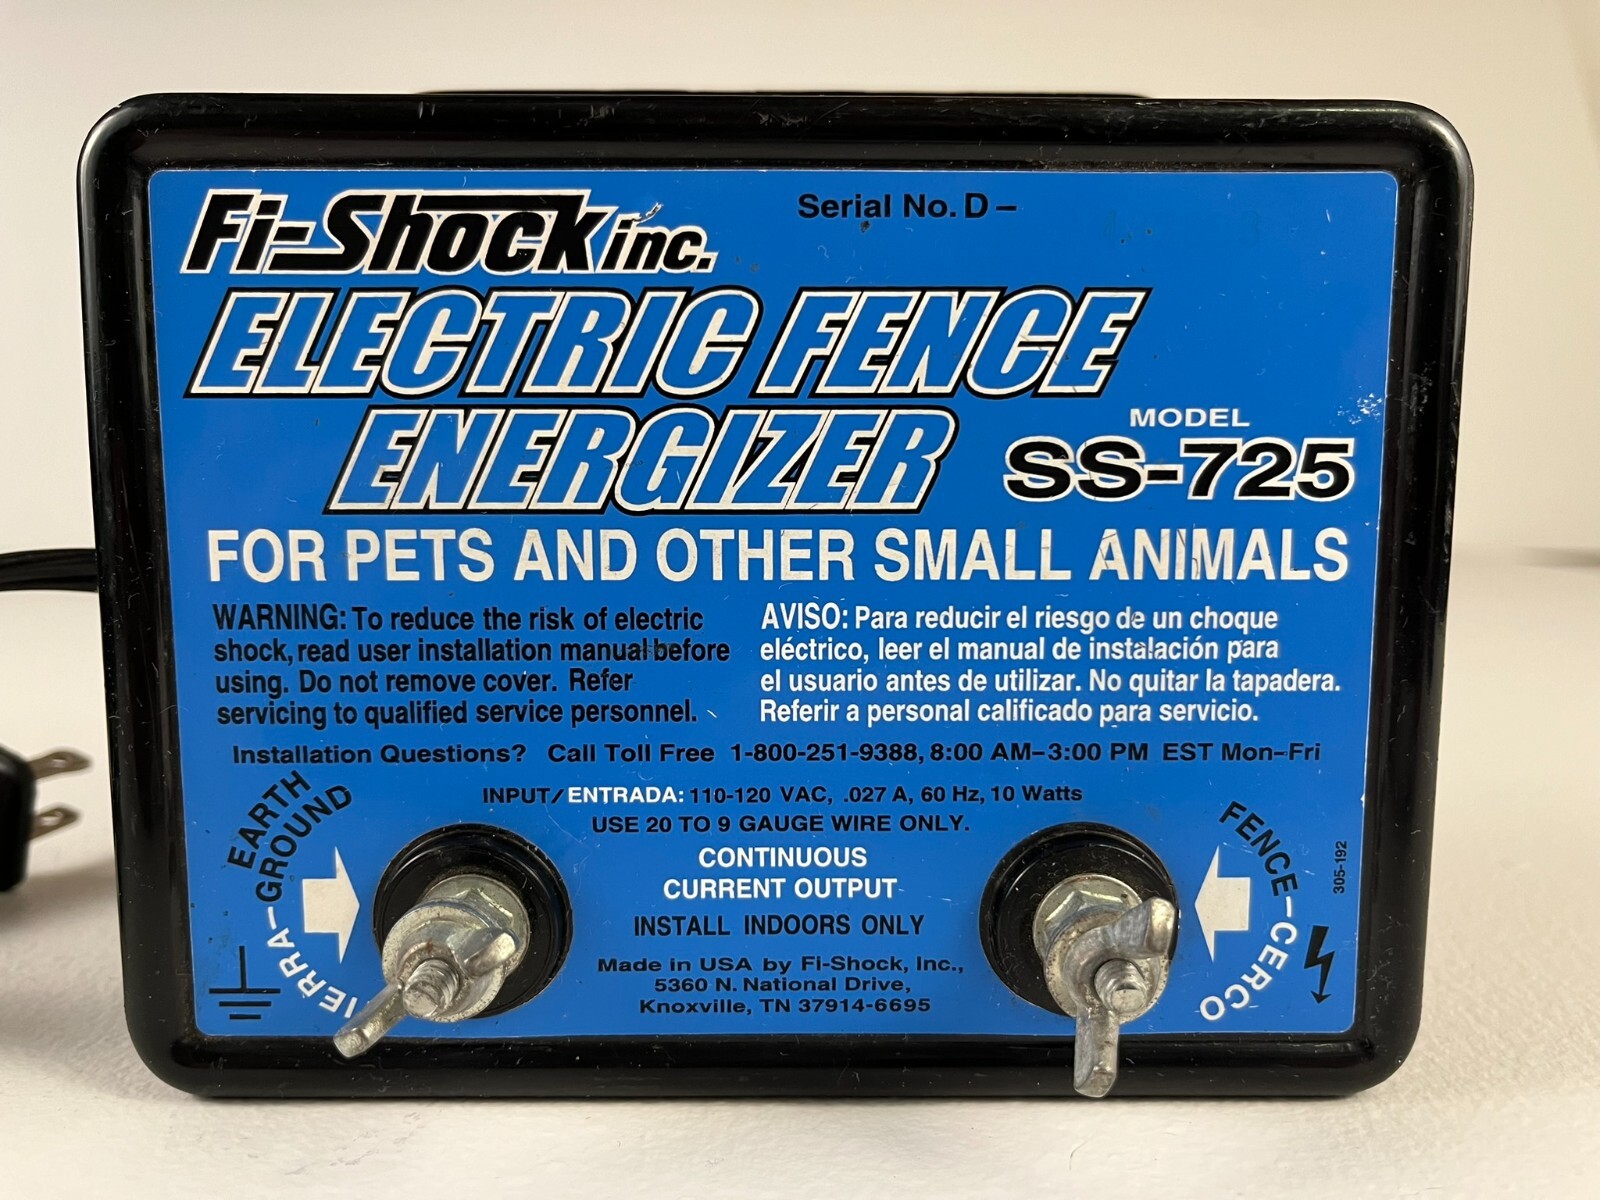 Fi-Shock inc.
Serial No. D –
ELECTRIC FENCE
ENERGIZER
MODEL
SS-725
FOR PETS AND OTHER SMALL ANIMALS
WARNING: To reduce the risk of electric
shock, read user installation manual before
using. Do not remove cover. Refer
servicing to qualified service personnel.
AVISO: Para reducir el riesgo de un choque
eléctrico, leer el manual de instalación para
el usuario antes de utilizar. No quitar la tapadera.
Referir a personal calificado para servicio.
Installation Questions? Call Toll Free 1-800-251-9388, 8:00 AM–3:00 PM EST Mon–Fri
INPUT/ENTRADA: 110-120 VAC, .027 A, 60 Hz, 10 Watts
USE 20 TO 9 GAUGE WIRE ONLY.
CONTINUOUS
CURRENT OUTPUT
INSTALL INDOORS ONLY
Made in USA by Fi-Shock, Inc.,
5360 N. National Drive,
Knoxville, TN 37914-6695
EARTH
GROUND–TIERRA
FENCE–CERCO
305-192